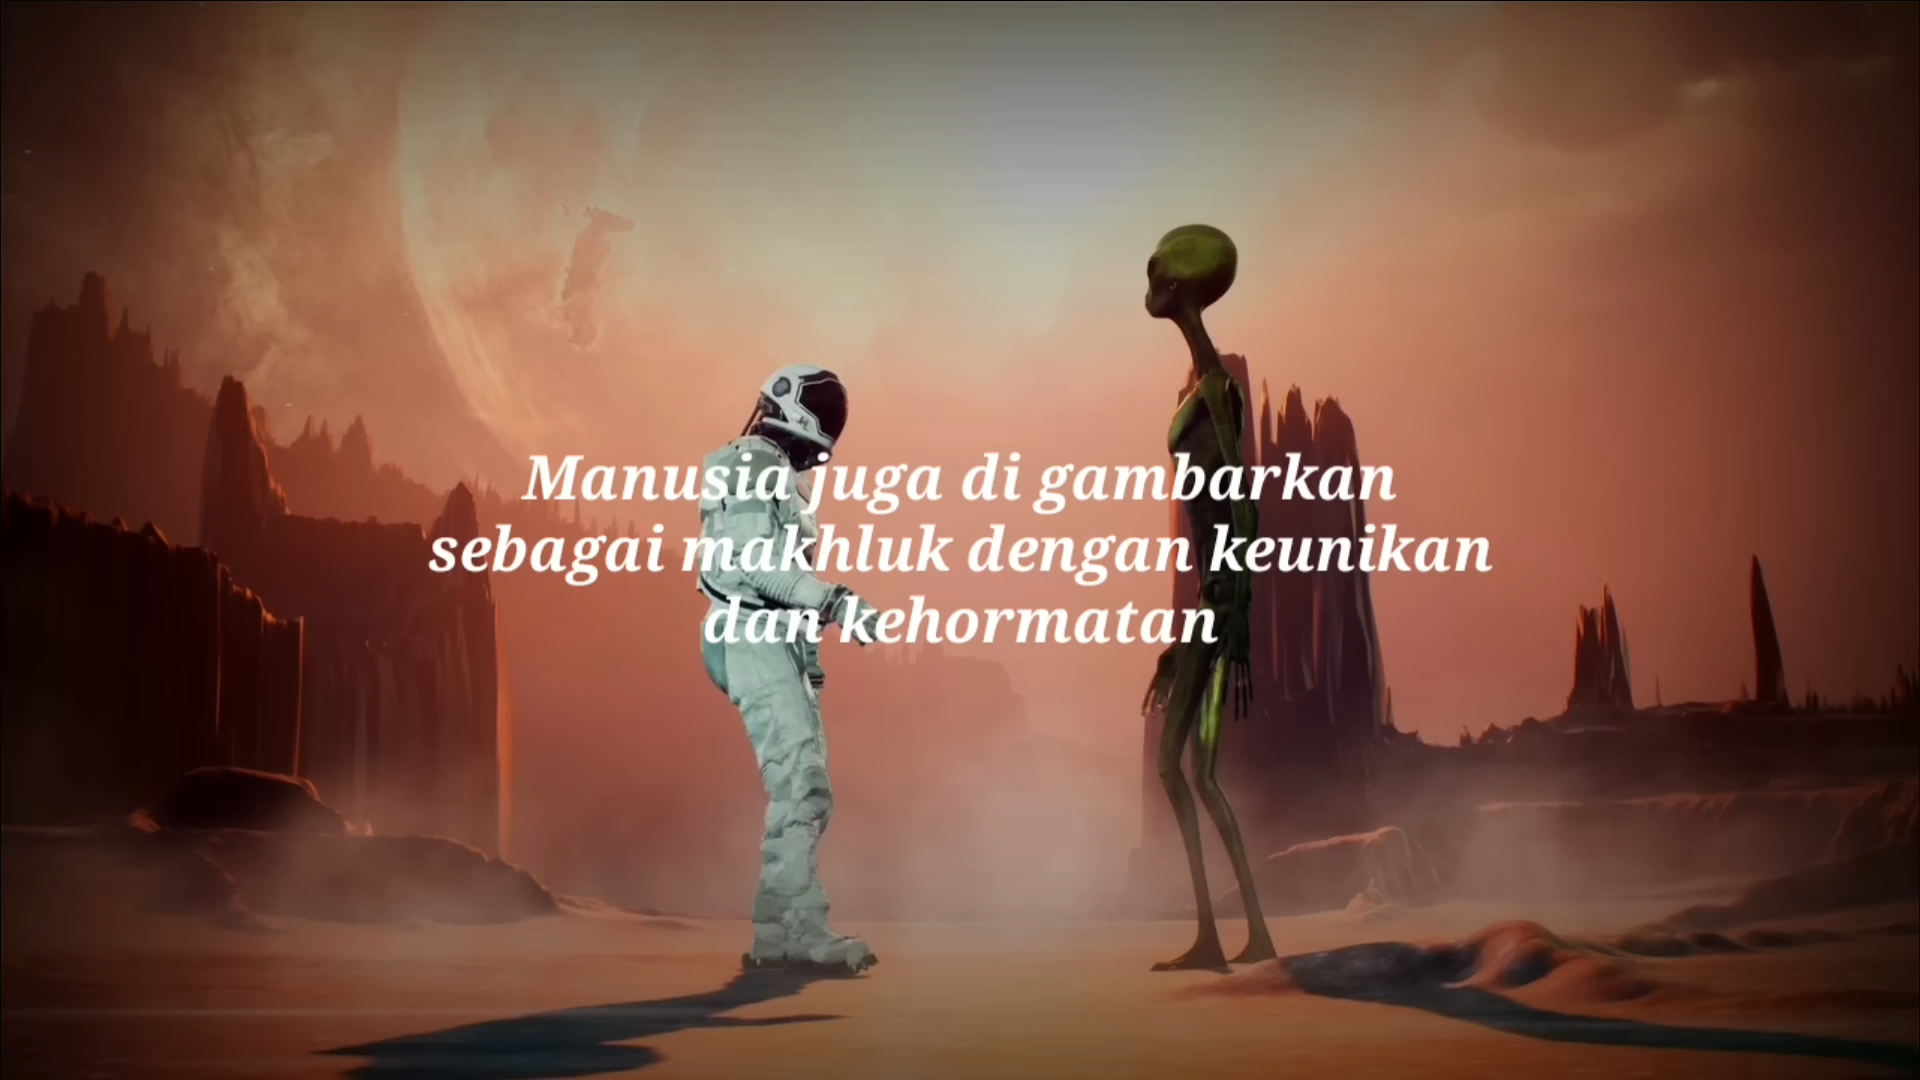 Manusia juga di gambarkan
sebagai makhluk dengan keunikan
dan kehormatan